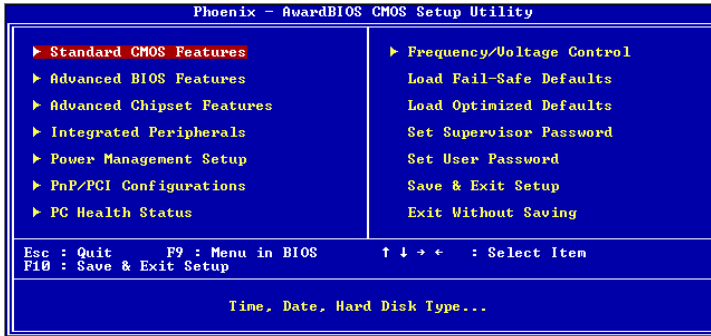 Phoenix - AwardBIOS CMOS Setup Utility
▶ Standard CMOS Features
▶ Advanced BIOS Features
▶ Advanced Chipset Features
▶ Integrated Peripherals
▶ Power Management Setup
▶ PnP/PCI Configurations
▶ PC Health Status
▶ Frequency/Voltage Control
Load Fail-Safe Defaults
Load Optimized Defaults
Set Supervisor Password
Set User Password
Save & Exit Setup
Exit Without Saving
Esc : Quit F9 : Menu in BIOS ↑ ↓ → ← : Select Item
F10 : Save & Exit Setup
Time, Date, Hard Disk Type...